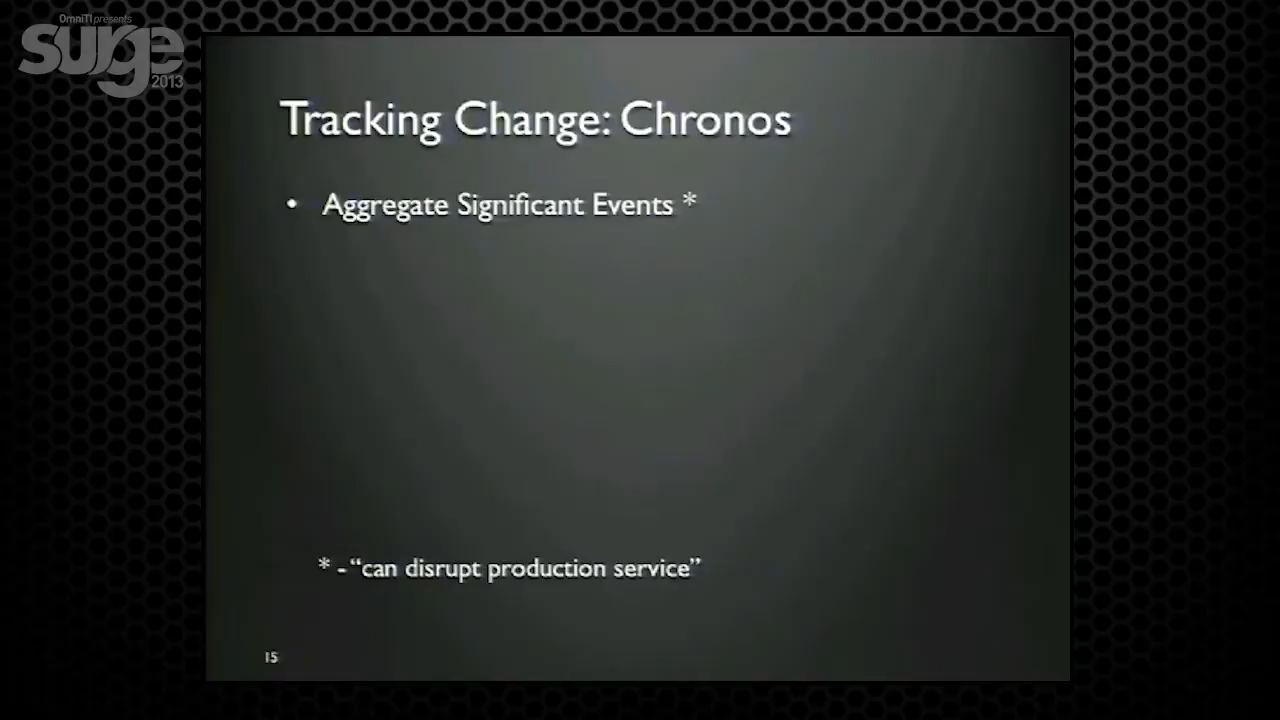 OmniTI presents
surge
2013
Tracking Change: Chronos
• Aggregate Significant Events *
* - “can disrupt production service”
15